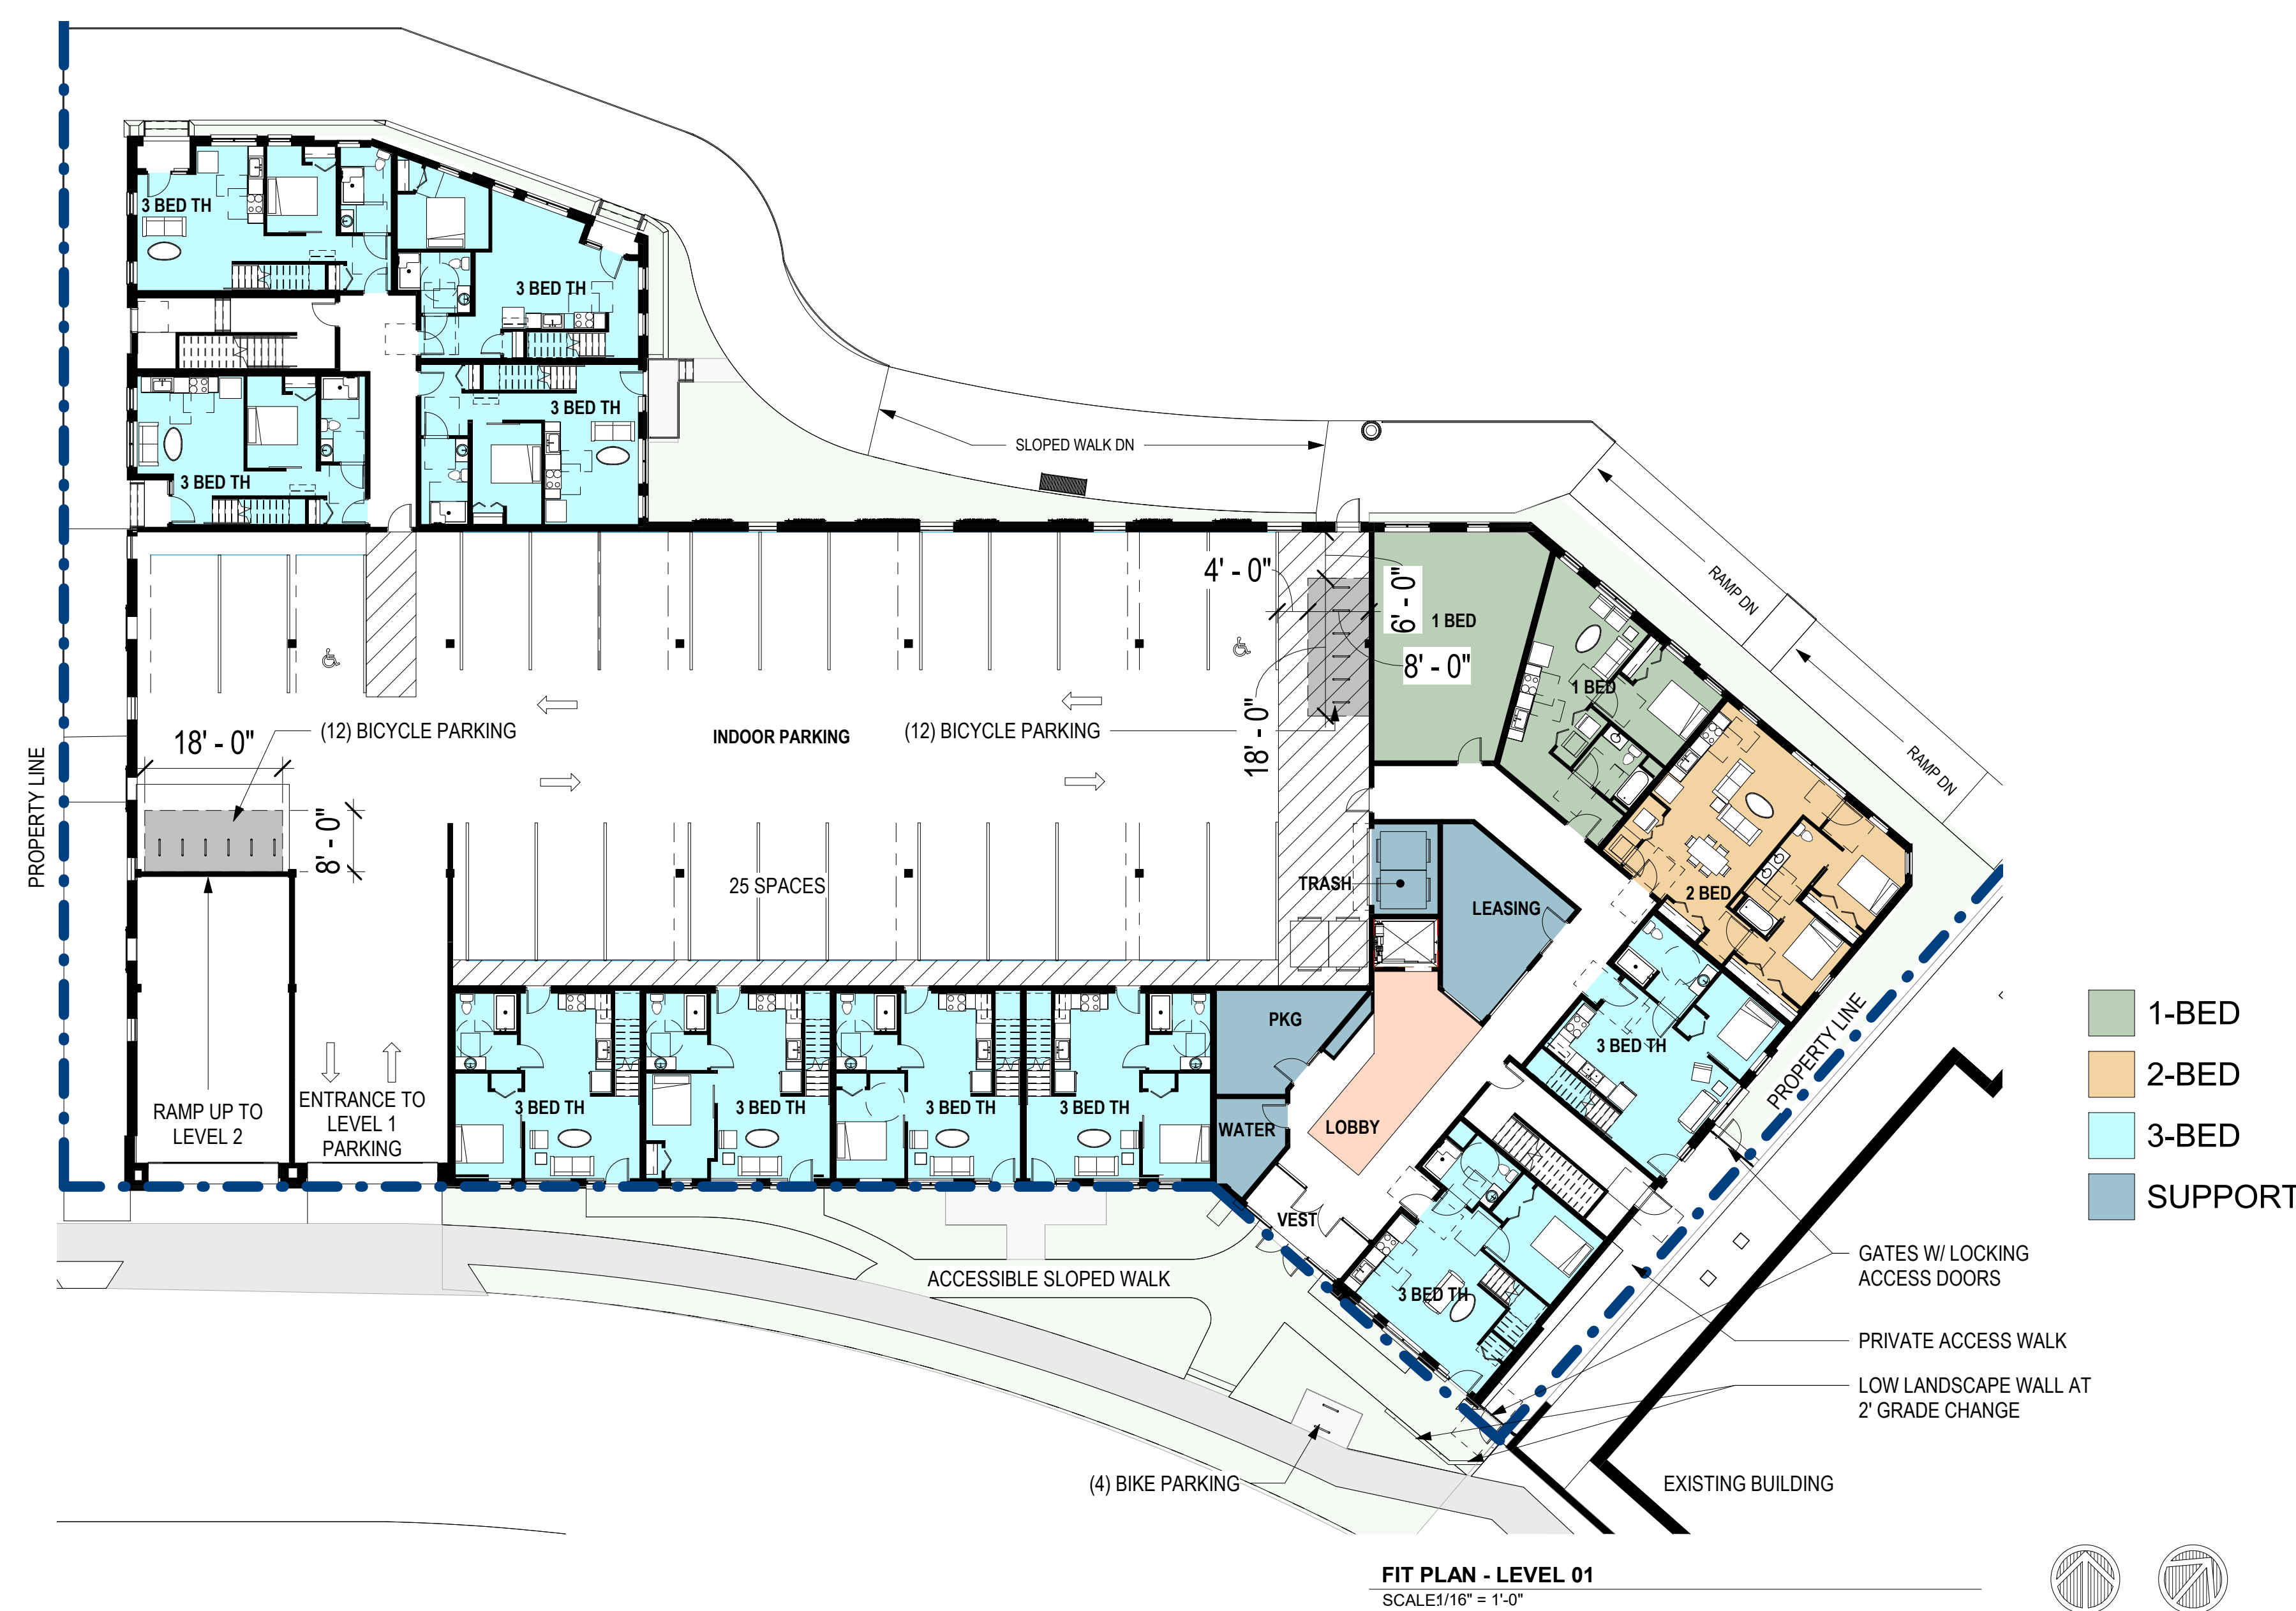 3 BED TH
3 BED TH
3 BED TH
3 BED TH
SLOPED WALK DN
RAMP DN
RAMP DN
4' - 0"
6' - 0"
1 BED
8' - 0"
1 BED
18' - 0"
(12) BICYCLE PARKING
INDOOR PARKING
(12) BICYCLE PARKING
18' - 0"
8' - 0"
PROPERTY LINE
25 SPACES
TRASH
LEASING
2 BED
PKG
3 BED TH
PROPERTY LINE
RAMP UP TO
LEVEL 2
ENTRANCE TO
LEVEL 1
PARKING
3 BED TH
3 BED TH
3 BED TH
3 BED TH
WATER
LOBBY
VEST
3 BED TH
ACCESSIBLE SLOPED WALK
(4) BIKE PARKING
1-BED
2-BED
3-BED
SUPPORT
GATES W/ LOCKING
ACCESS DOORS
PRIVATE ACCESS WALK
LOW LANDSCAPE WALL AT
2' GRADE CHANGE
EXISTING BUILDING
FIT PLAN - LEVEL 01
SCALE:1/16" = 1'-0"